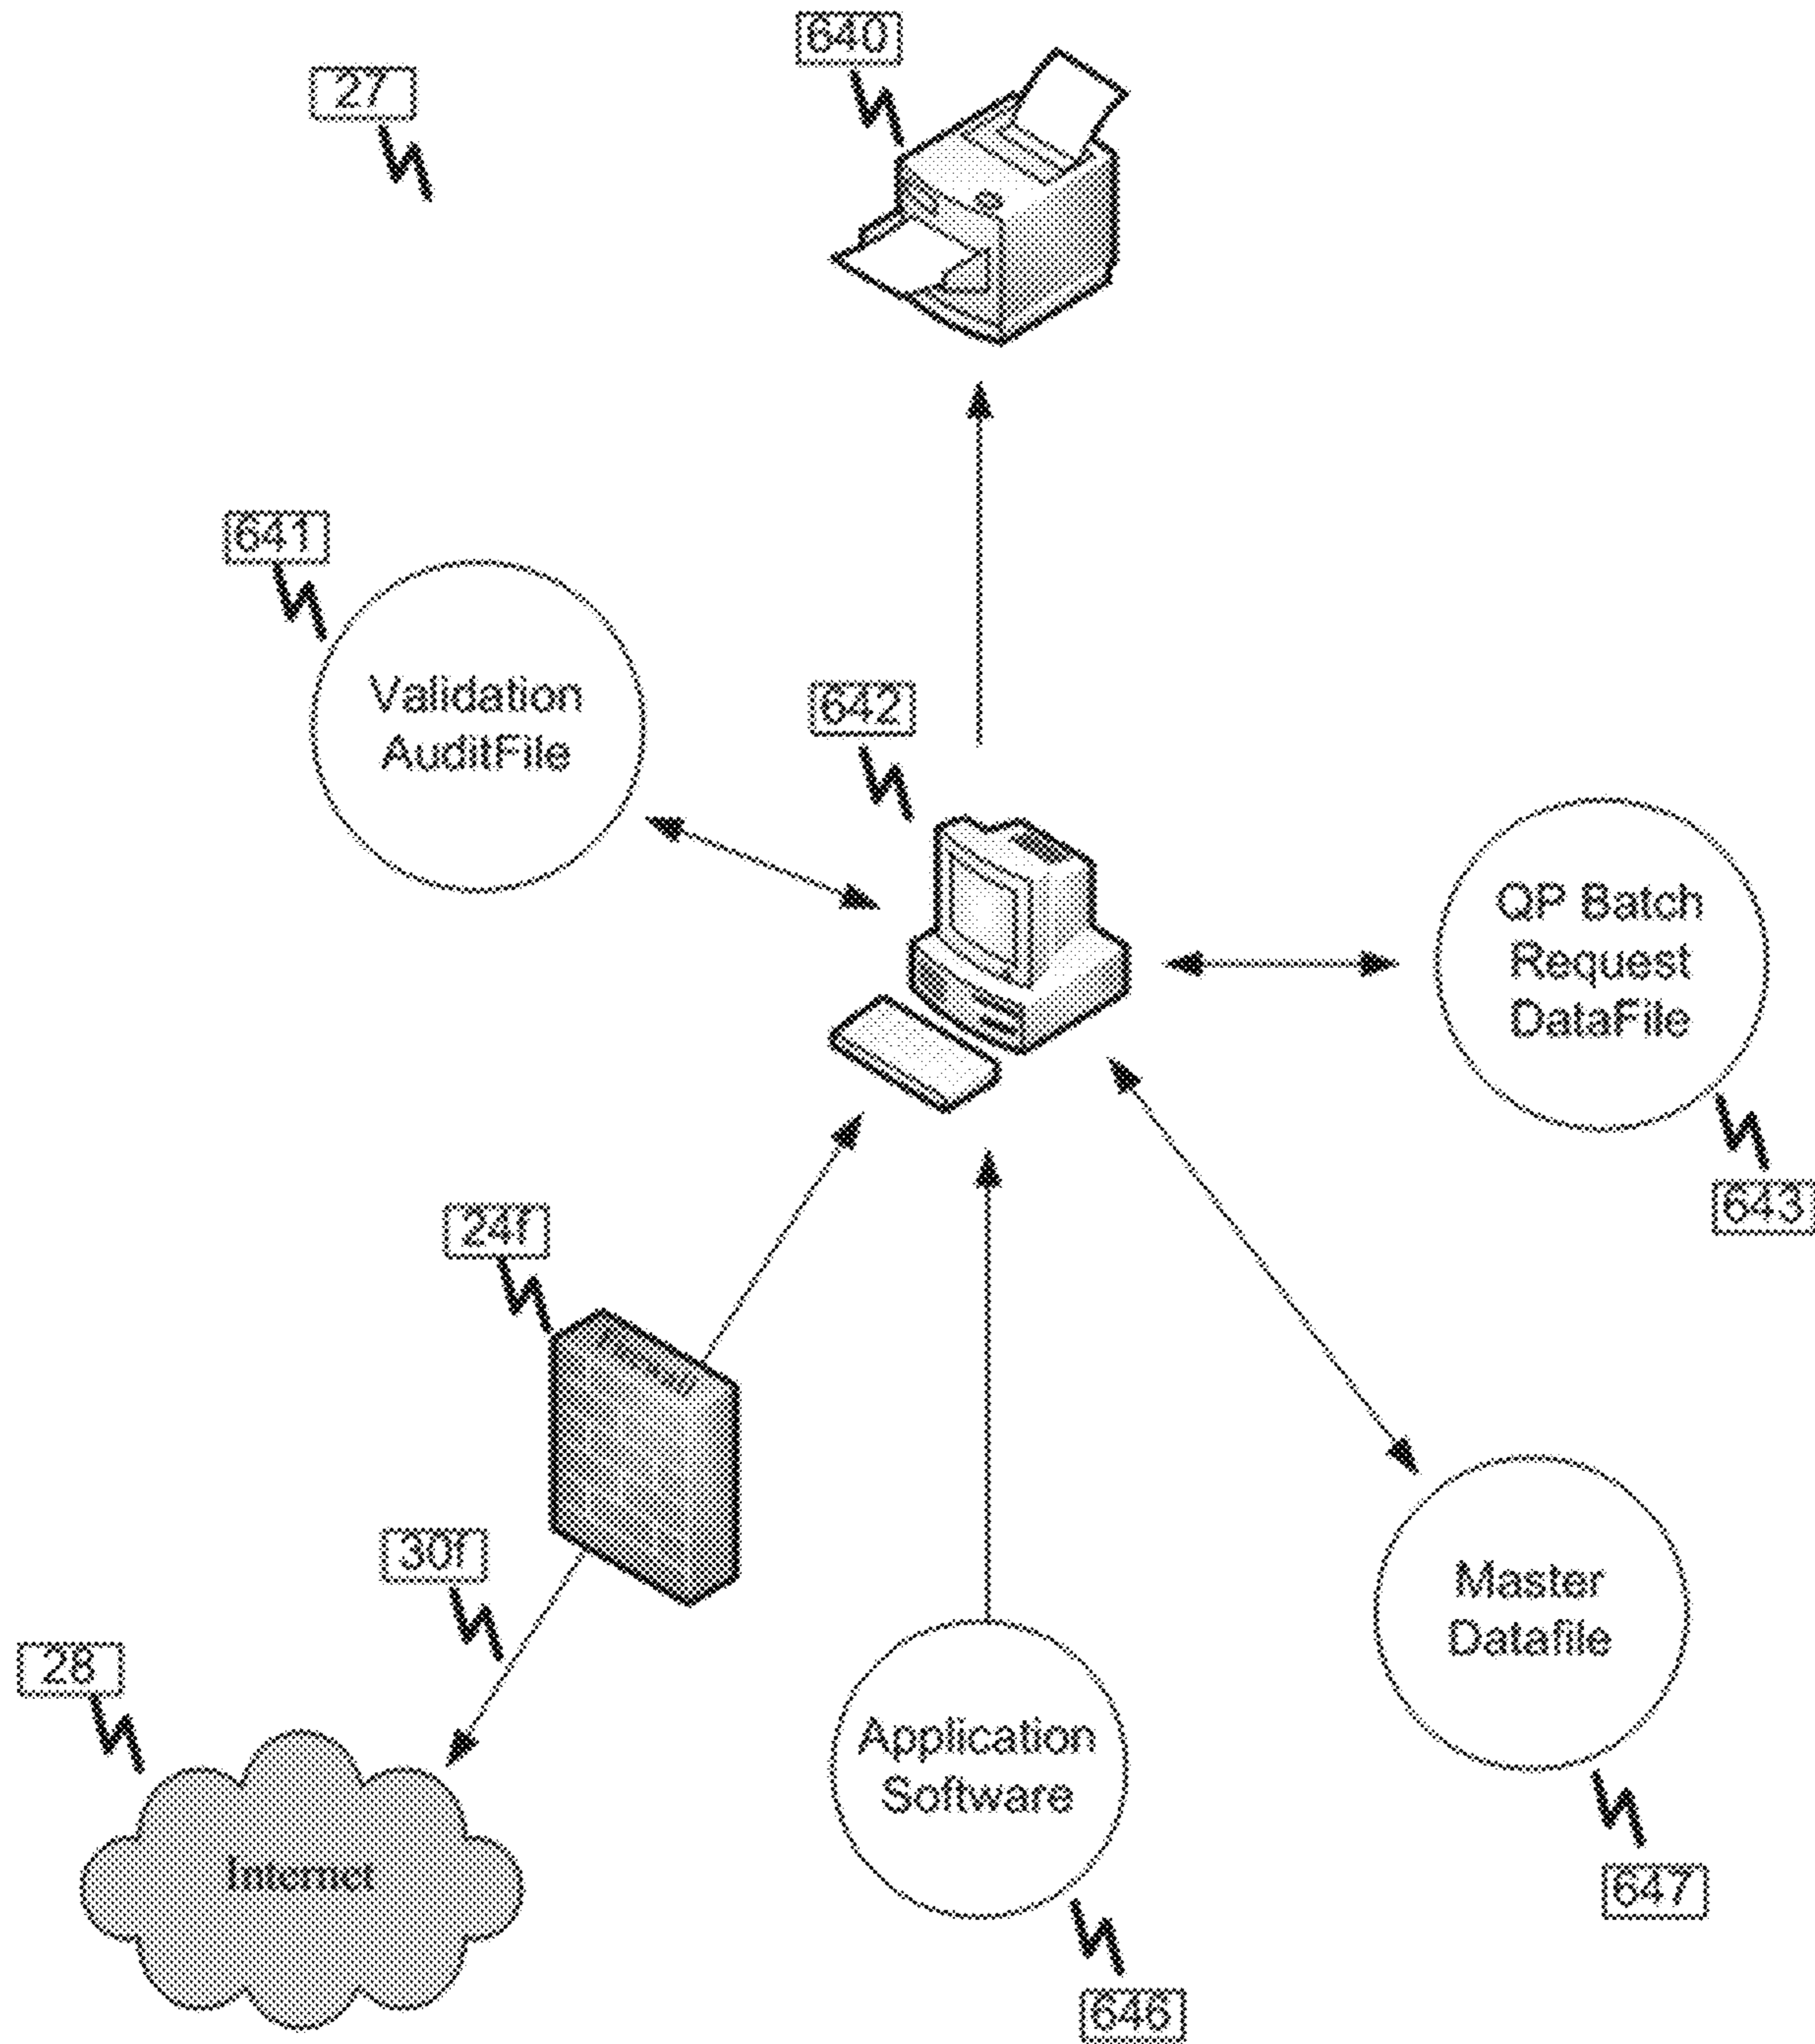 640
27
641
Validation
AuditFile
642
QP Batch
Request
DataFile
643
24f
30f
28
Internet
Application
Software
646
Master
Datafile
647